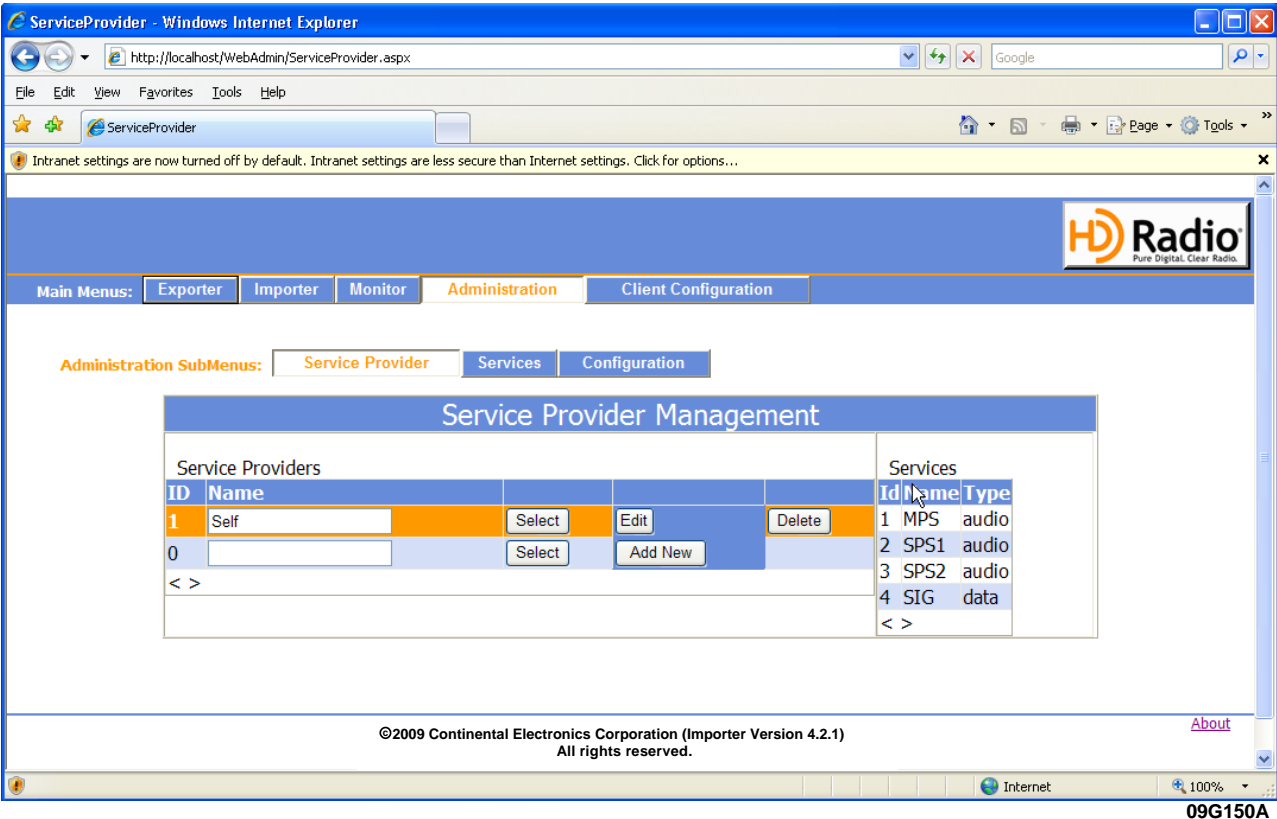 ServiceProvider - Windows Internet Explorer
http://localhost/WebAdmin/ServiceProvider.aspx
Google
File Edit View Favorites Tools Help
ServiceProvider
Page Tools »
Intranet settings are now turned off by default. Intranet settings are less secure than Internet settings. Click for options...
HD Radio
Pure Digital. Clear Radio.
Main Menus: Exporter Importer Monitor Administration Client Configuration
Administration SubMenus: Service Provider Services Configuration
Service Provider Management
Service Providers
ID Name
1 Self Select Edit Delete
0 Select Add New
< >
Services
Id Name Type
1 MPS audio
2 SPS1 audio
3 SPS2 audio
4 SIG data
< >
©2009 Continental Electronics Corporation (Importer Version 4.2.1)
All rights reserved.
About
Internet 100%
09G150A